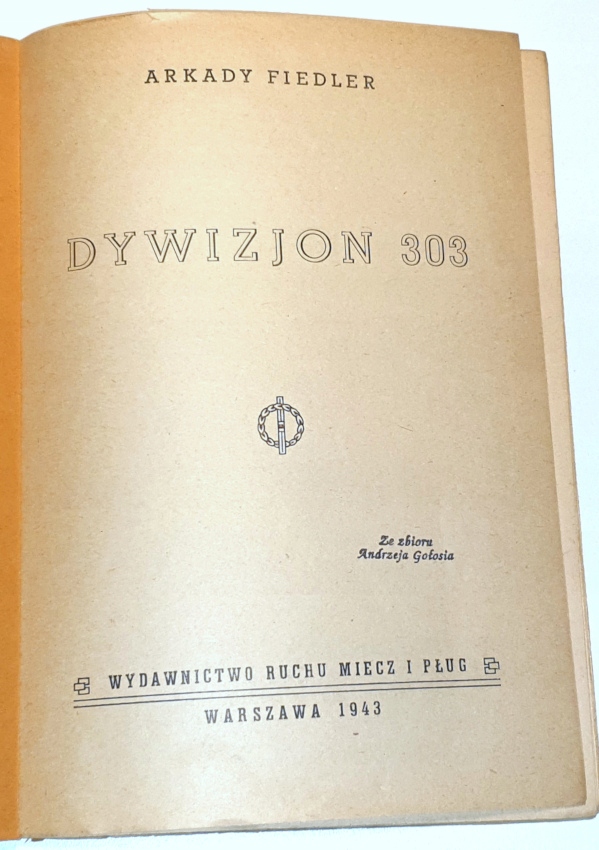 ARKADY FIEDLER
DYWIZJON 303
Ze zbioru
Andrzeja Gołosia
WYDAWNICTWO RUCHU MIECZ I PŁUG
WARSZAWA 1943